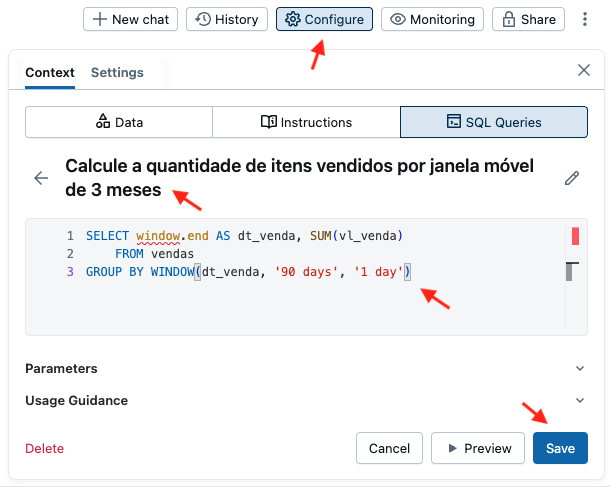 New chat
History
Configure
Monitoring
Share
Context
Settings
Data
Instructions
SQL Queries
Calcule a quantidade de itens vendidos por janela móvel
de 3 meses
1 SELECT window.end AS dt_venda, SUM(vl_venda)
2 FROM vendas
3 GROUP BY WINDOW(dt_venda, '90 days', '1 day')
Parameters
Usage Guidance
Delete
Cancel
Preview
Save